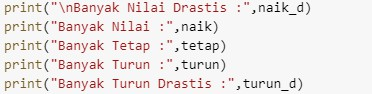 print("\nBanyak Nilai Drastis :",naik_d)
print("Banyak Nilai :",naik)
print("Banyak Tetap :",tetap)
print("Banyak Turun :",turun)
print("Banyak Turun Drastis :",turun_d)